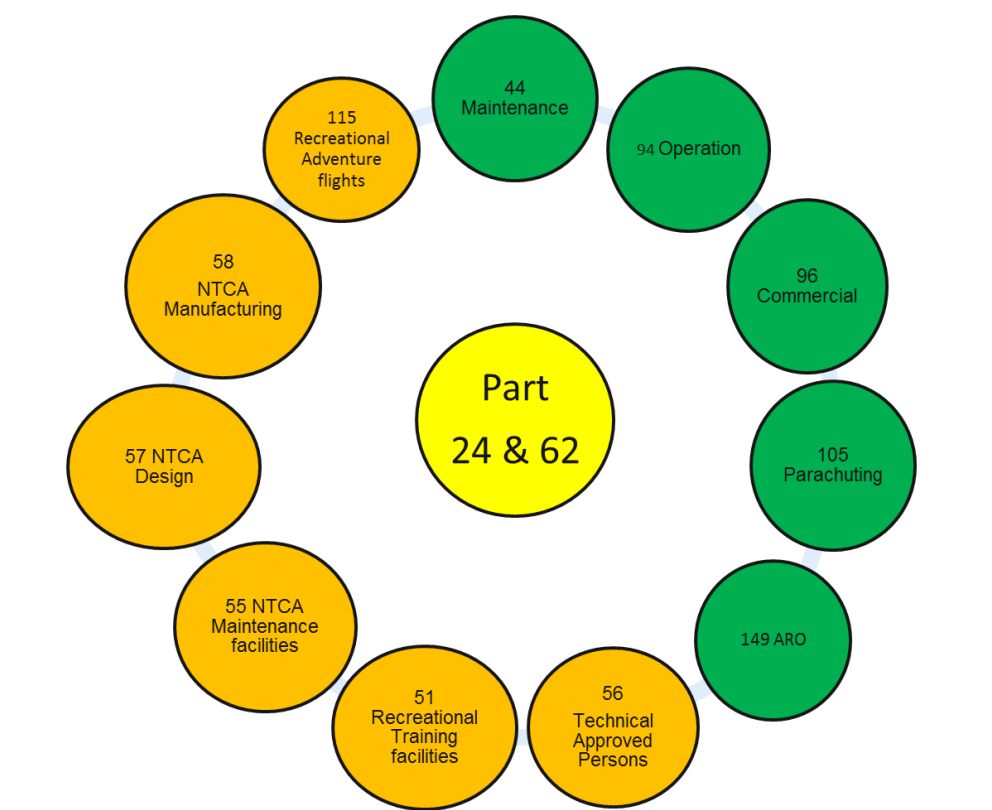 44
Maintenance
94 Operation
96
Commercial
105
Parachuting
149 ARO
56
Technical
Approved
Persons
51
Recreational
Training
facilities
55 NTCA
Maintenance
facilities
57 NTCA
Design
58
NTCA
Manufacturing
115
Recreational
Adventure
flights
Part
24 & 62